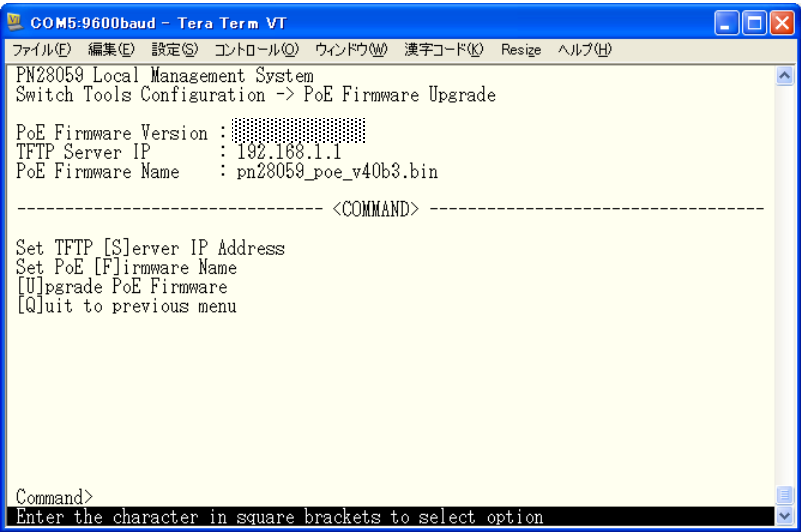 COM5:9600baud - Tera Term VT
ファイル(F) 編集(E) 設定(S) コントロール(O) ウィンドウ(W) 漢字コード(K) Resize ヘルプ(H)
PN28059 Local Management System
Switch Tools Configuration -> PoE Firmware Upgrade
PoE Firmware Version :
TFTP Server IP : 192.168.1.1
PoE Firmware Name : pn28059_poe_v40b3.bin
------------------------------- <COMMAND> ----------------------------------
Set TFTP [S]erver IP Address
Set PoE [F]irmware Name
[U]pgrade PoE Firmware
[Q]uit to previous menu
Command>
Enter the character in square brackets to select option